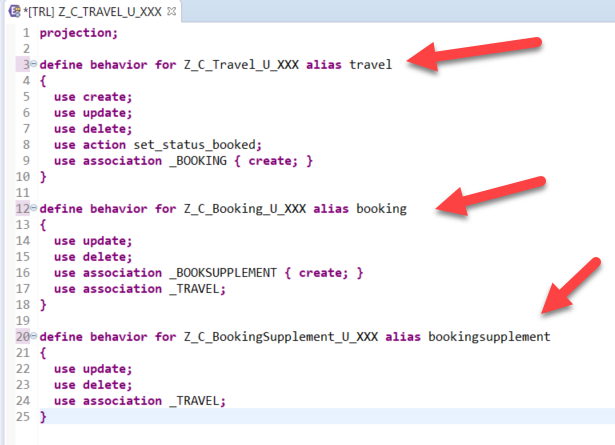 *[TRL] Z_C_TRAVEL_U_XXX
1 projection;
2
3 define behavior for Z_C_Travel_U_XXX alias travel
4 {
5 use create;
6 use update;
7 use delete;
8 use action set_status_booked;
9 use association _BOOKING { create; }
10 }
11
12 define behavior for Z_C_Booking_U_XXX alias booking
13 {
14 use update;
15 use delete;
16 use association _BOOKSUPPLEMENT { create; }
17 use association _TRAVEL;
18 }
19
20 define behavior for Z_C_BookingSupplement_U_XXX alias bookingsupplement
21 {
22 use update;
23 use delete;
24 use association _TRAVEL;
25 }